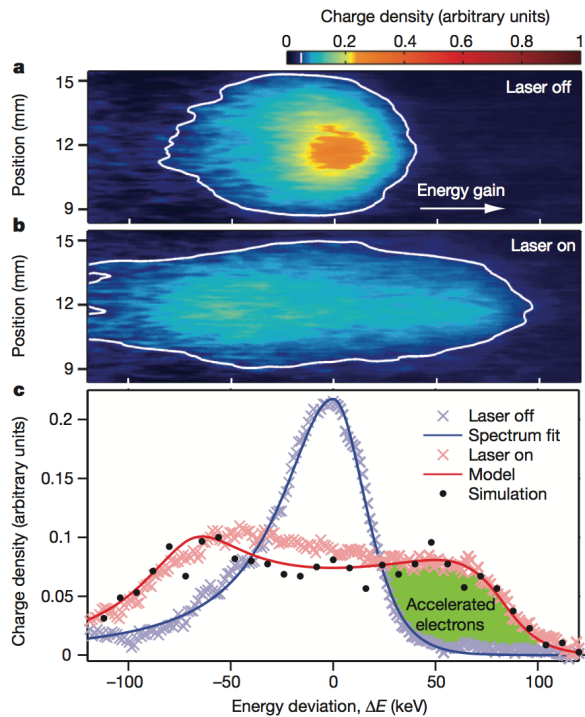 Charge density (arbitrary units)
0 0.2 0.4 0.6 0.8 1
a
Laser off
15
12
9
Position (mm)
Energy gain
b
Laser on
15
12
9
Position (mm)
c
0.2
0.15
0.1
0.05
0
Charge density (arbitrary units)
Laser off
Spectrum fit
Laser on
Model
Simulation
Accelerated
electrons
−100 −50 0 50 100
Energy deviation, ΔE (keV)